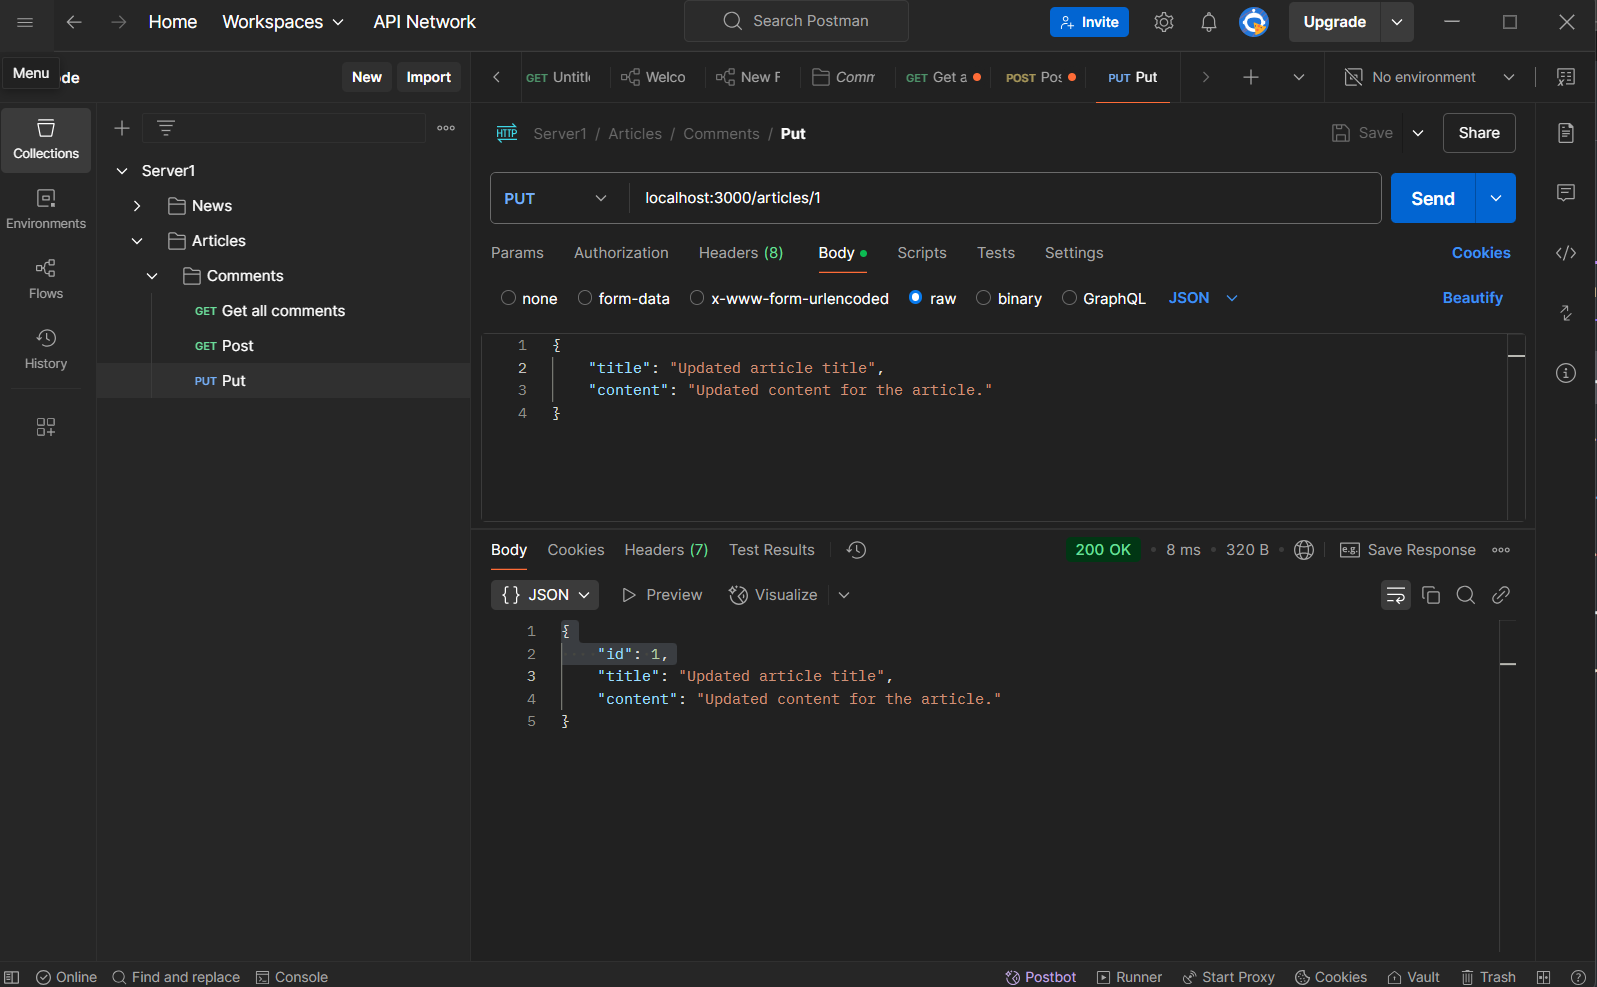 Home Workspaces API Network Search Postman Invite Upgrade
Menu ode New Import
GET Untitl Welco New F Comm GET Get a POST Pos PUT Put No environment
Collections
Environments
Flows
History
Server1
News
Articles
Comments
GET Get all comments
GET Post
PUT Put
HTTP Server1 / Articles / Comments / Put Save Share
PUT localhost:3000/articles/1 Send
Params Authorization Headers (8) Body Scripts Tests Settings Cookies
none form-data x-www-form-urlencoded raw binary GraphQL JSON Beautify
1 {
2 "title": "Updated article title",
3 "content": "Updated content for the article."
4 }
Body Cookies Headers (7) Test Results 200 OK • 8 ms • 320 B • e.g. Save Response
{} JSON Preview Visualize
1 {
2 "id": 1,
3 "title": "Updated article title",
4 "content": "Updated content for the article."
5 }
Online Find and replace Console Postbot Runner Start Proxy Cookies Vault Trash